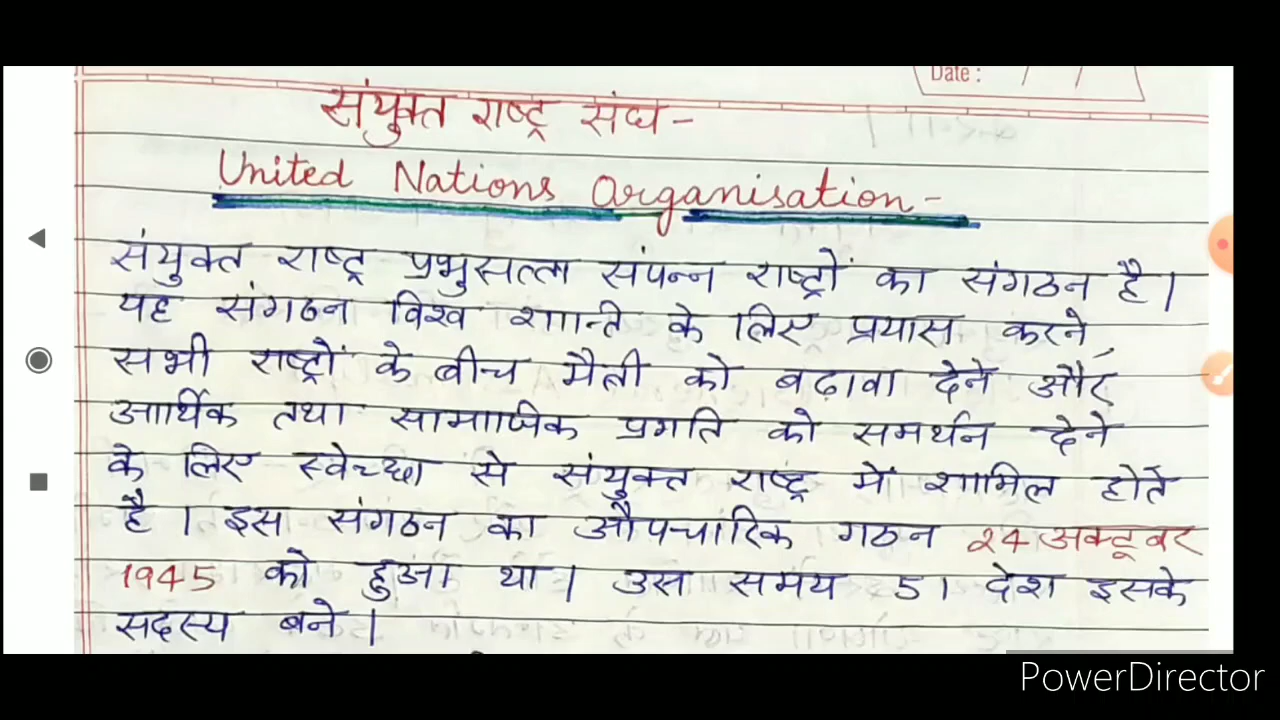 Date : / /
संयुक्त राष्ट्र संघ -
United Nations Organisation -
संयुक्त राष्ट्र प्रभुसत्ता संपन्न राष्ट्रों का संगठन है।
यह संगठन विश्व शान्ति के लिए प्रयास करने,
सभी राष्ट्रों के बीच मैत्री को बढ़ावा देने और
आर्थिक तथा सामाजिक प्रगति को समर्थन देने
के लिए स्वेच्छा से संयुक्त राष्ट्र में शामिल होते
है। इस संगठन का औपचारिक गठन 24 अक्टूबर
1945 को हुआ था। उस समय 51 देश इसके
सदस्य बने।
PowerDirector